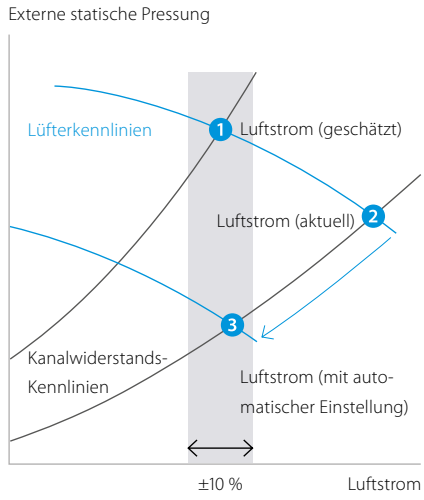 Externe statische Pressung
Lüfterkennlinien
1
Luftstrom (geschätzt)
Luftstrom (aktuell)
2
3
Kanalwiderstands-
Kennlinien
Luftstrom (mit auto-
matischer Einstellung)
±10 %
Luftstrom